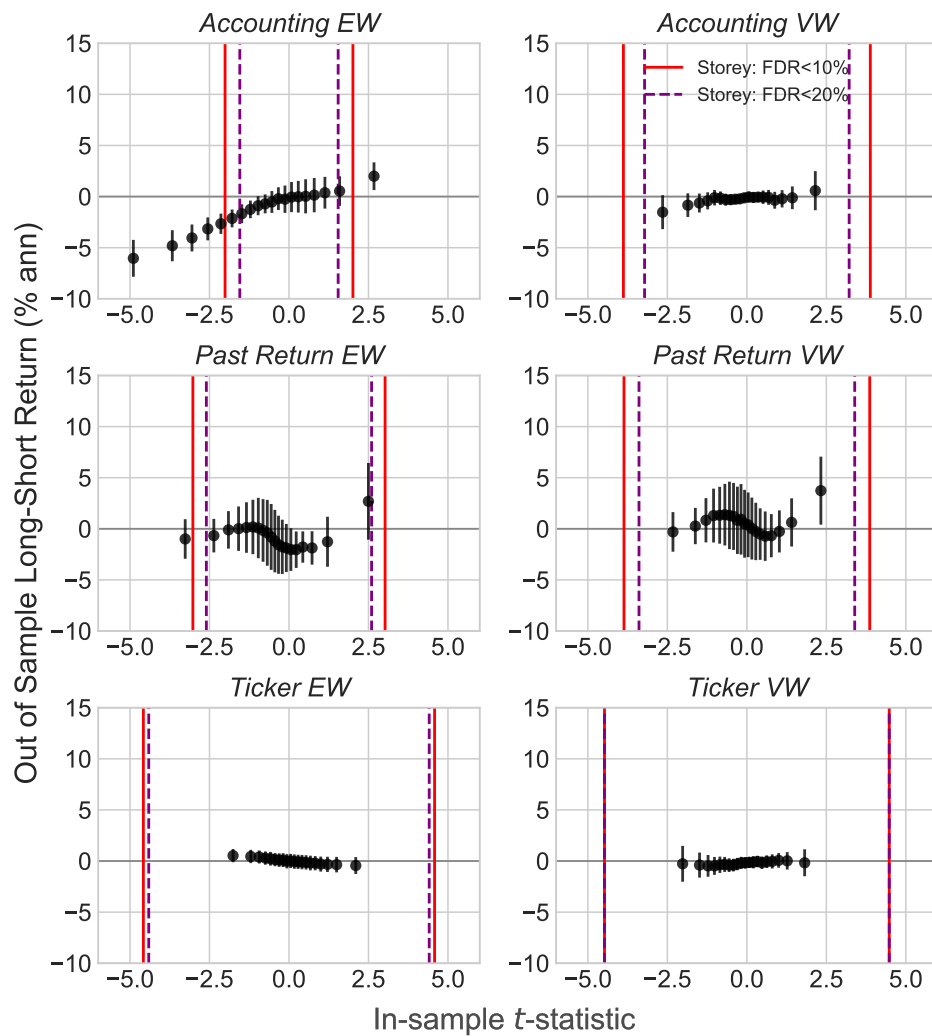 Accounting EW
Accounting VW
15
10
5
0
−5
−10
−5.0 −2.5 0.0 2.5 5.0
Storey: FDR<10%
Storey: FDR<20%
−5.0 −2.5 0.0 2.5 5.0
Past Return EW
Past Return VW
15
10
5
0
−5
−10
−5.0 −2.5 0.0 2.5 5.0
15
10
5
0
−5
−10
−5.0 −2.5 0.0 2.5 5.0
Ticker EW
Ticker VW
15
10
5
0
−5
−10
−5.0 −2.5 0.0 2.5 5.0
15
10
5
0
−5
−10
−5.0 −2.5 0.0 2.5 5.0
Out of Sample Long-Short Return (% ann)
In-sample t-statistic